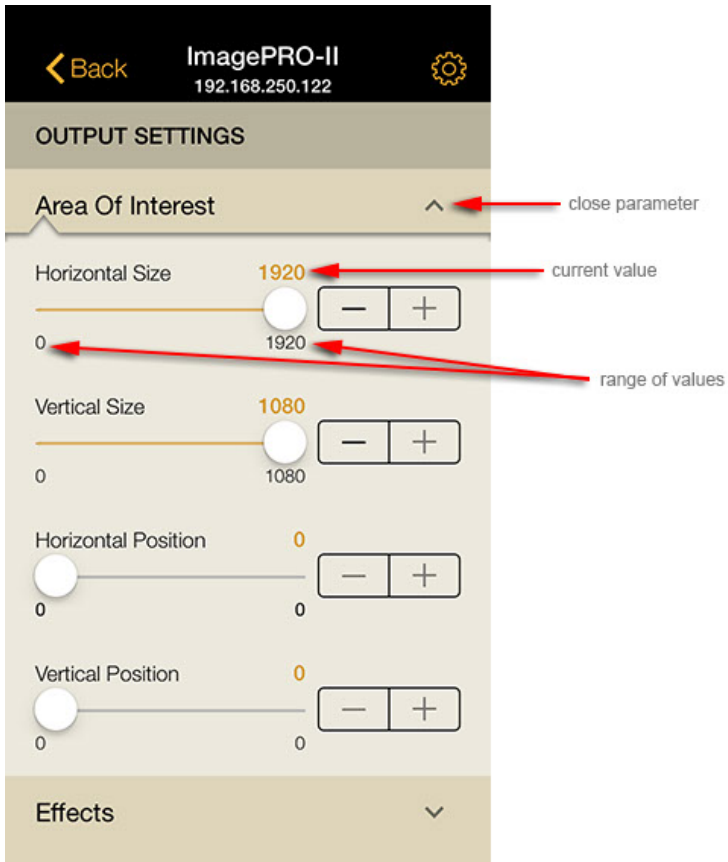 Back
ImagePRO-II
192.168.250.122
OUTPUT SETTINGS
Area Of Interest
close parameter
Horizontal Size 1920
current value
− +
0 1920
range of values
Vertical Size 1080
− +
0 1080
Horizontal Position 0
− +
0 0
Vertical Position 0
− +
0 0
Effects